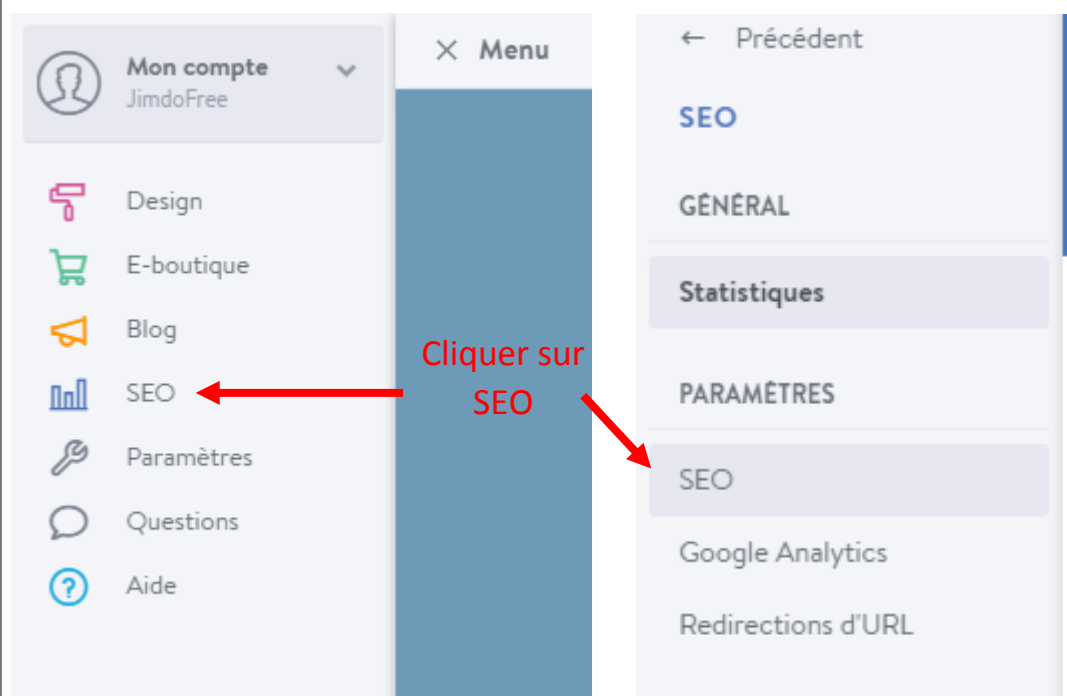 Mon compte
JimdoFree
Design
E-boutique
Blog
SEO
Paramètres
Questions
? Aide
× Menu
Cliquer sur
SEO
← Précédent
SEO
GÉNÉRAL
Statistiques
PARAMÈTRES
SEO
Google Analytics
Redirections d'URL